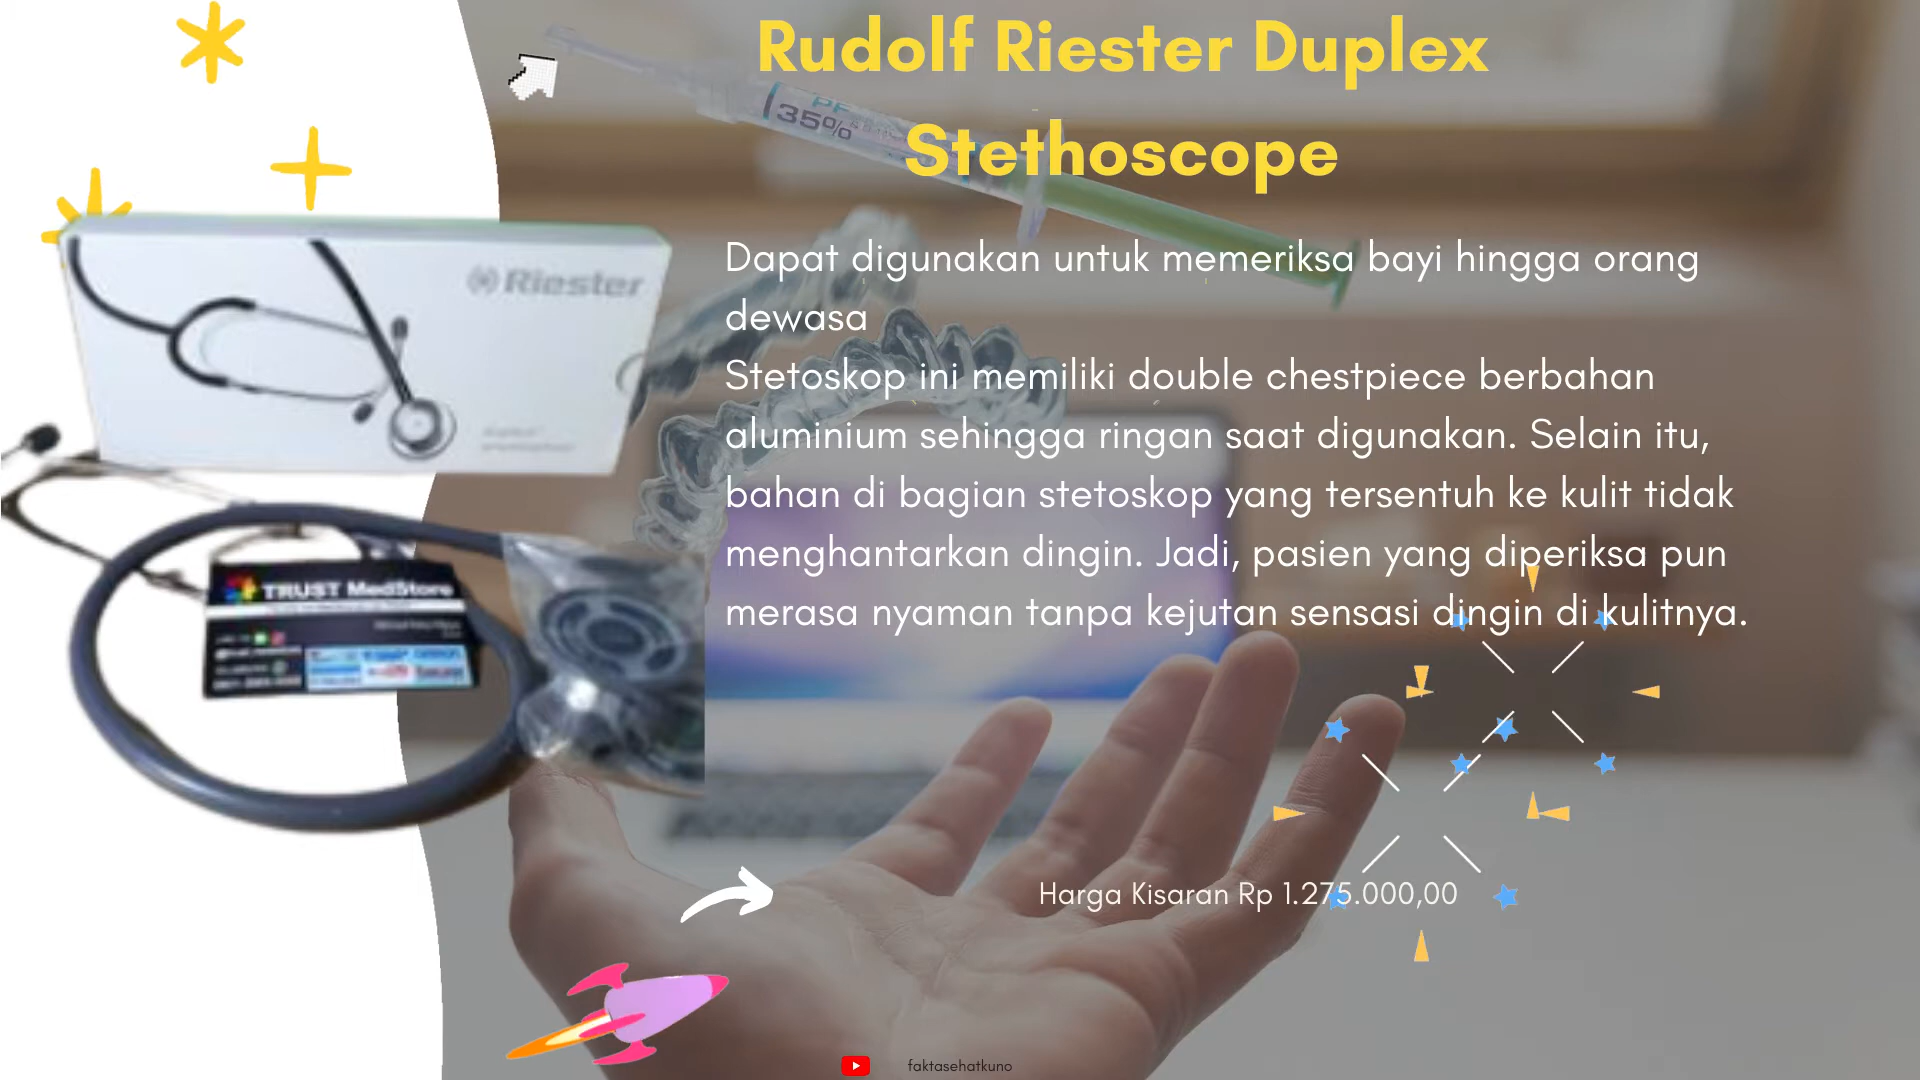 Rudolf Riester Duplex
Stethoscope
PF
35%
Dapat digunakan untuk memeriksa bayi hingga orang
dewasa
Stetoskop ini memiliki double chestpiece berbahan
aluminium sehingga ringan saat digunakan. Selain itu,
bahan di bagian stetoskop yang tersentuh ke kulit tidak
menghantarkan dingin. Jadi, pasien yang diperiksa pun
merasa nyaman tanpa kejutan sensasi dingin di kulitnya.
Riester
TRUST MedStore
Harga Kisaran Rp 1.275.000,00
faktasehatkuno